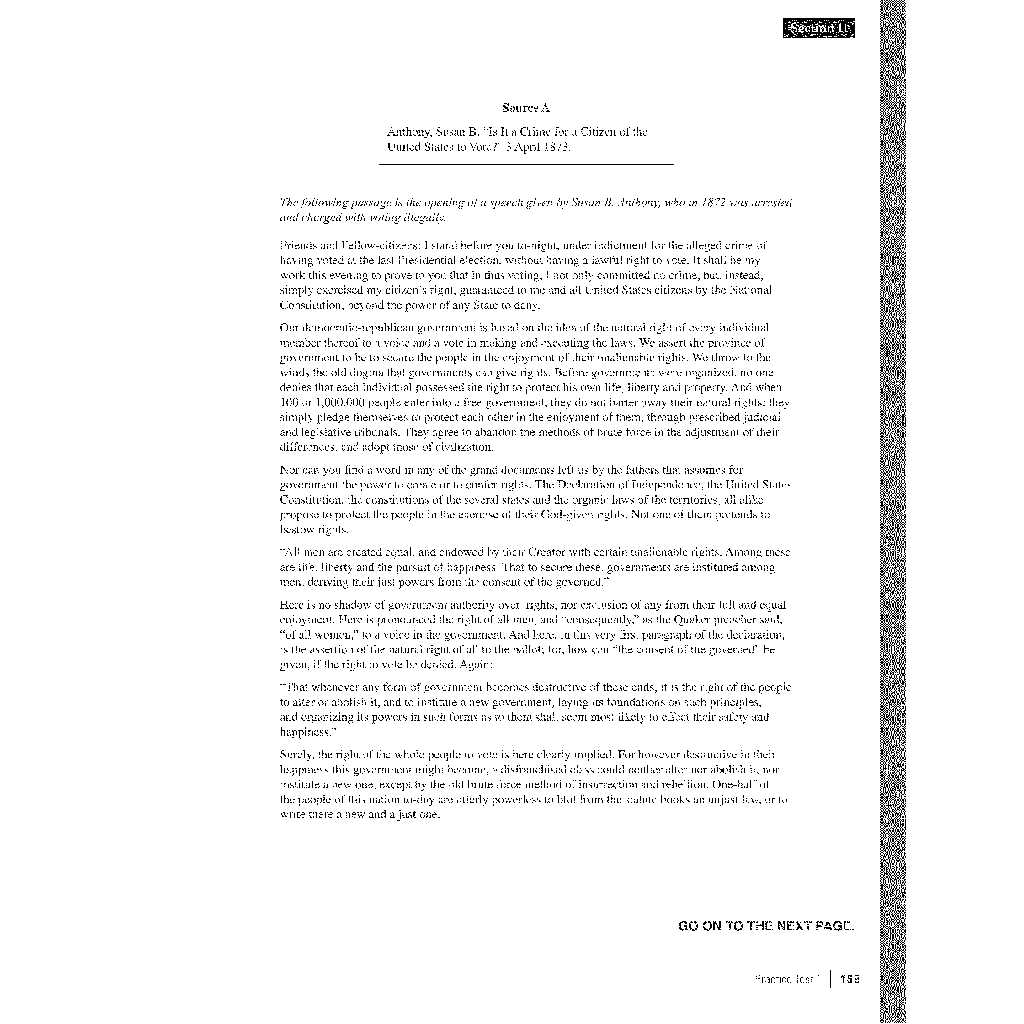 Section II
Source A
Anthony, Susan B. "Is It a Crime for a Citizen of the
United States to Vote?" 3 April 1873.
The following passage is the opening of a speech given by Susan B. Anthony, who in 1872 was arrested
and charged with voting illegally.
Friends and Fellow-citizens: I stand before you to-night, under indictment for the alleged crime of
having voted at the last Presidential election, without having a lawful right to vote. It shall be my
work this evening to prove to you that in thus voting, I not only committed no crime, but, instead,
simply exercised my citizen's right, guaranteed to me and all United States citizens by the National
Constitution, beyond the power of any State to deny.
Our democratic-republican government is based on the idea of the natural right of every individual
member thereof to a voice and a vote in making and executing the laws. We assert the province of
government to be to secure the people in the enjoyment of their unalienable rights. We throw to the
winds the old dogma that governments can give rights. Before governments were organized, no one
denies that each individual possessed the right to protect his own life, liberty and property. And when
100 or 1,000,000 people enter into a free government, they do not barter away their natural rights; they
simply pledge themselves to protect each other in the enjoyment of them, through prescribed judicial
and legislative tribunals. They agree to abandon the methods of brute force in the adjustment of their
differences, and adopt those of civilization.
Nor can you find a word in any of the grand documents left us by the fathers that assumes for
government the power to create or to confer rights. The Declaration of Independence, the United States
Constitution, the constitutions of the several states and the organic laws of the territories, all alike
propose to protect the people in the exercise of their God-given rights. Not one of them pretends to
bestow rights.
"All men are created equal, and endowed by their Creator with certain unalienable rights. Among these
are life, liberty and the pursuit of happiness. That to secure these, governments are instituted among
men, deriving their just powers from the consent of the governed."
Here is no shadow of government authority over rights, nor exclusion of any from their full and equal
enjoyment. Here is pronounced the right of all men, and "consequently," as the Quaker preacher said,
"of all women," to a voice in the government. And here, in this very first paragraph of the declaration,
is the assertion of the natural right of all to the ballot; for, how can "the consent of the governed" be
given, if the right to vote be denied. Again:
"That whenever any form of government becomes destructive of these ends, it is the right of the people
to alter or abolish it, and to institute a new government, laying its foundations on such principles,
and organizing its powers in such forms as to them shall seem most likely to effect their safety and
happiness."
Surely, the right of the whole people to vote is here clearly implied. For however destructive in their
happiness this government might become, a disfranchised class could neither alter nor abolish it, nor
institute a new one, except by the old brute force method of insurrection and rebellion. One-half of
the people of this nation to-day are utterly powerless to blot from the statute books an unjust law, or to
write there a new and a just one.
GO ON TO THE NEXT PAGE.
Practice Test 1 |